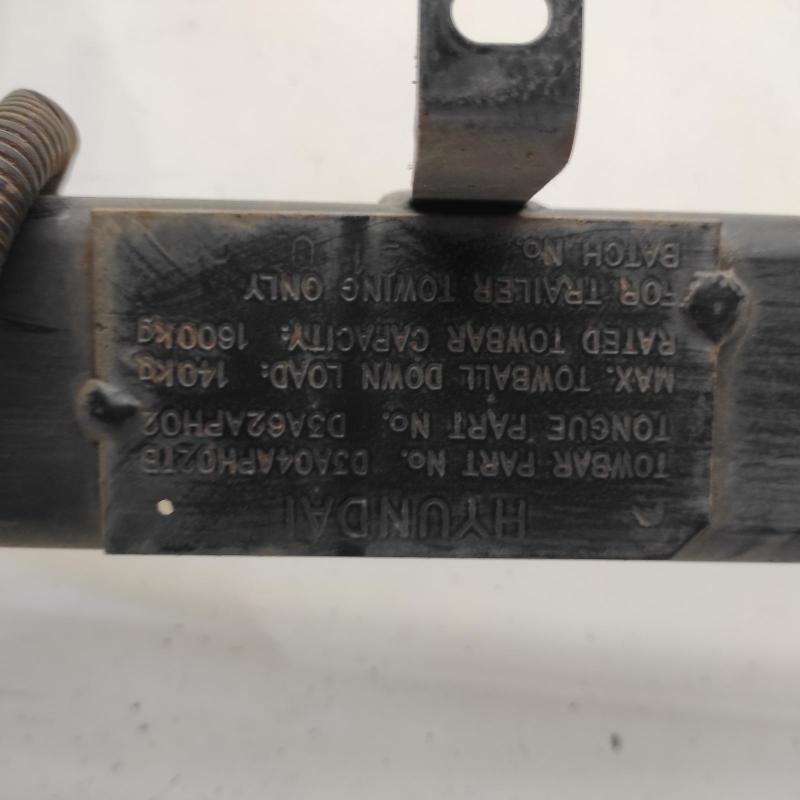 HYUNDAI
TOWBAR PART No. D3A04APH02TB
TONGUE PART No. D3A62APH02
MAX. TOWBALL DOWN LOAD: 140kg
RATED TOWBAR CAPACITY: 1600kg
FOR TRAILER TOWING ONLY
BATCH No.